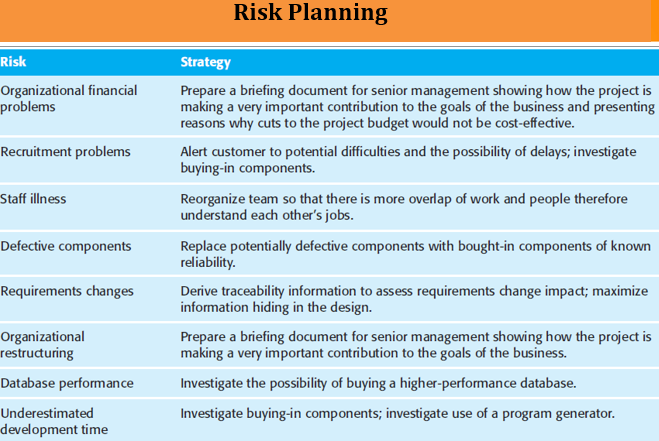 Risk Planning
Risk Strategy
Organizational financial Prepare a briefing document for senior management showing how the project is
problems making a very important contribution to the goals of the business and presenting
reasons why cuts to the project budget would not be cost-effective.
Recruitment problems Alert customer to potential difficulties and the possibility of delays; investigate
buying-in components.
Staff illness Reorganize team so that there is more overlap of work and people therefore
understand each other's jobs.
Defective components Replace potentially defective components with bought-in components of known
reliability.
Requirements changes Derive traceability information to assess requirements change impact; maximize
information hiding in the design.
Organizational Prepare a briefing document for senior management showing how the project is
restructuring making a very important contribution to the goals of the business.
Database performance Investigate the possibility of buying a higher-performance database.
Underestimated Investigate buying-in components; investigate use of a program generator.
development time